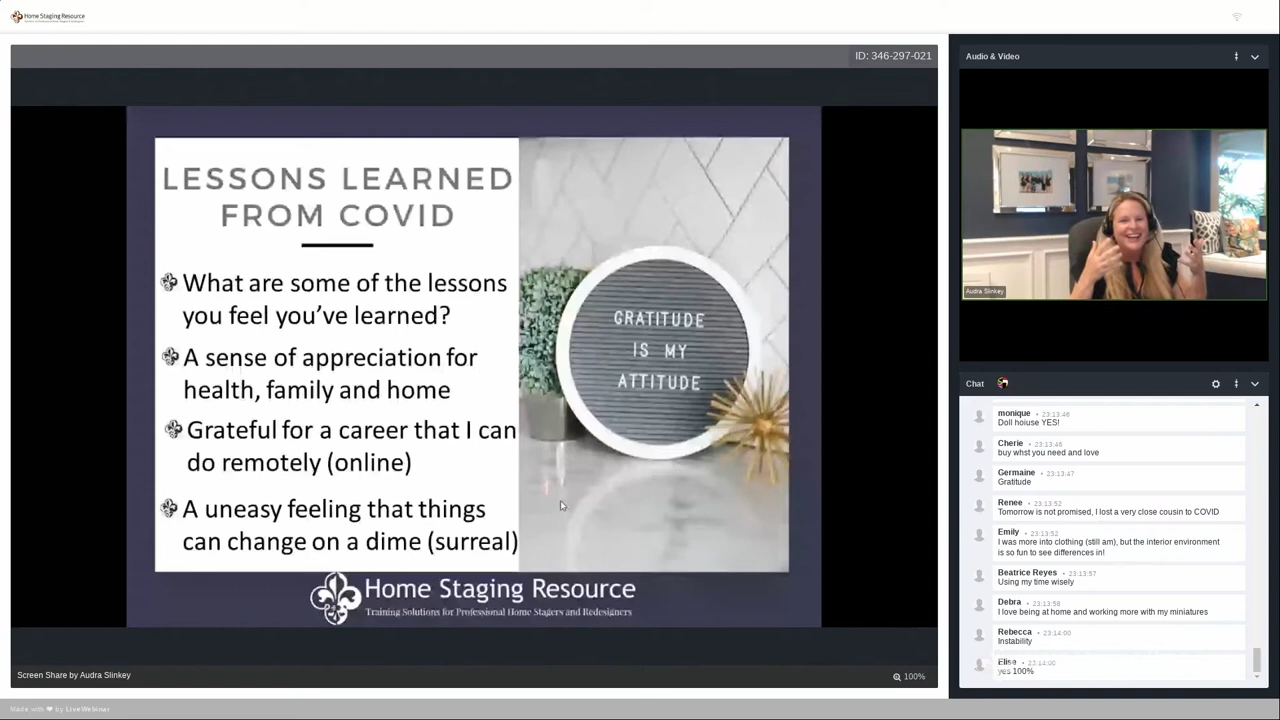 Home Staging Resource
ID: 346-297-021
LESSONS LEARNED
FROM COVID
What are some of the lessons
you feel you've learned?
A sense of appreciation for
health, family and home
Grateful for a career that I can
do remotely (online)
A uneasy feeling that things
can change on a dime (surreal)
GRATITUDE
IS MY
ATTITUDE
Home Staging Resource
Training Solutions for Professional Home Stagers and Redesigners
Screen Share by Audra Slinkey
100%
Audio & Video
Audra Slinkey
Chat
monique • 23:13:46
Doll hoiuse YES!
Cherie • 23:13:46
buy whst you need and love
Germaine • 23:13:47
Gratitude
Renee • 23:13:52
Tomorrow is not promised, I lost a very close cousin to COVID
Emily • 23:13:52
I was more into clothing (still am), but the interior environment
is so fun to see differences in!
Beatrice Reyes • 23:13:57
Using my time wisely
Debra • 23:13:58
I love being at home and working more with my miniatures
Rebecca • 23:14:00
Instability
Elise • 23:14:00
yes 100%
Made with ❤ by LiveWebinar